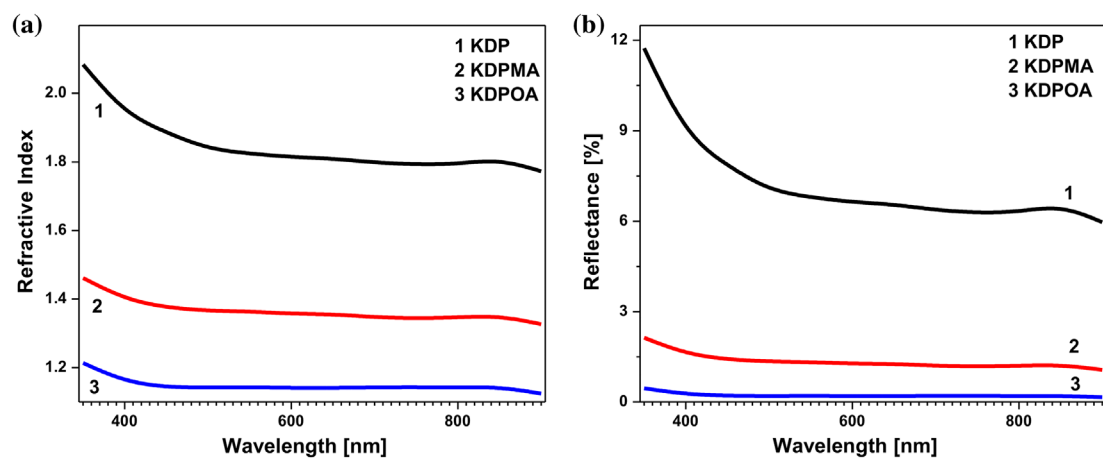 (a)
1 KDP
2 KDPMA
3 KDPOA
2.0
1.8
1.6
1.4
1.2
1
2
3
400
600
800
Refractive Index
Wavelength [nm]
(b)
1 KDP
2 KDPMA
3 KDPOA
12
9
6
3
0
1
2
3
400
600
800
Reflectance [%]
Wavelength [nm]